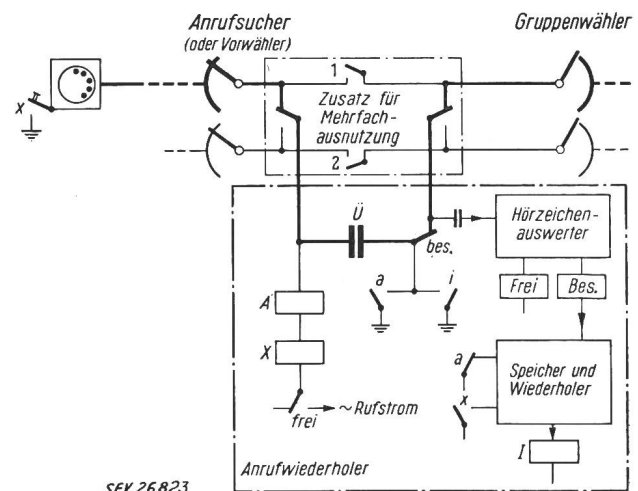 Anrufsucher
(oder Vorwähler)
Gruppenwähler
1
x
Zusatz für
Mehrfach-
ausnutzung
2
Ü
bes.
Hörzeichen-
auswerter
a
i
Frei
Bes.
A
X
a
Speicher und
Wiederholer
x
frei
~Rufstrom
I
Anrufwiederholer
SEK 26823